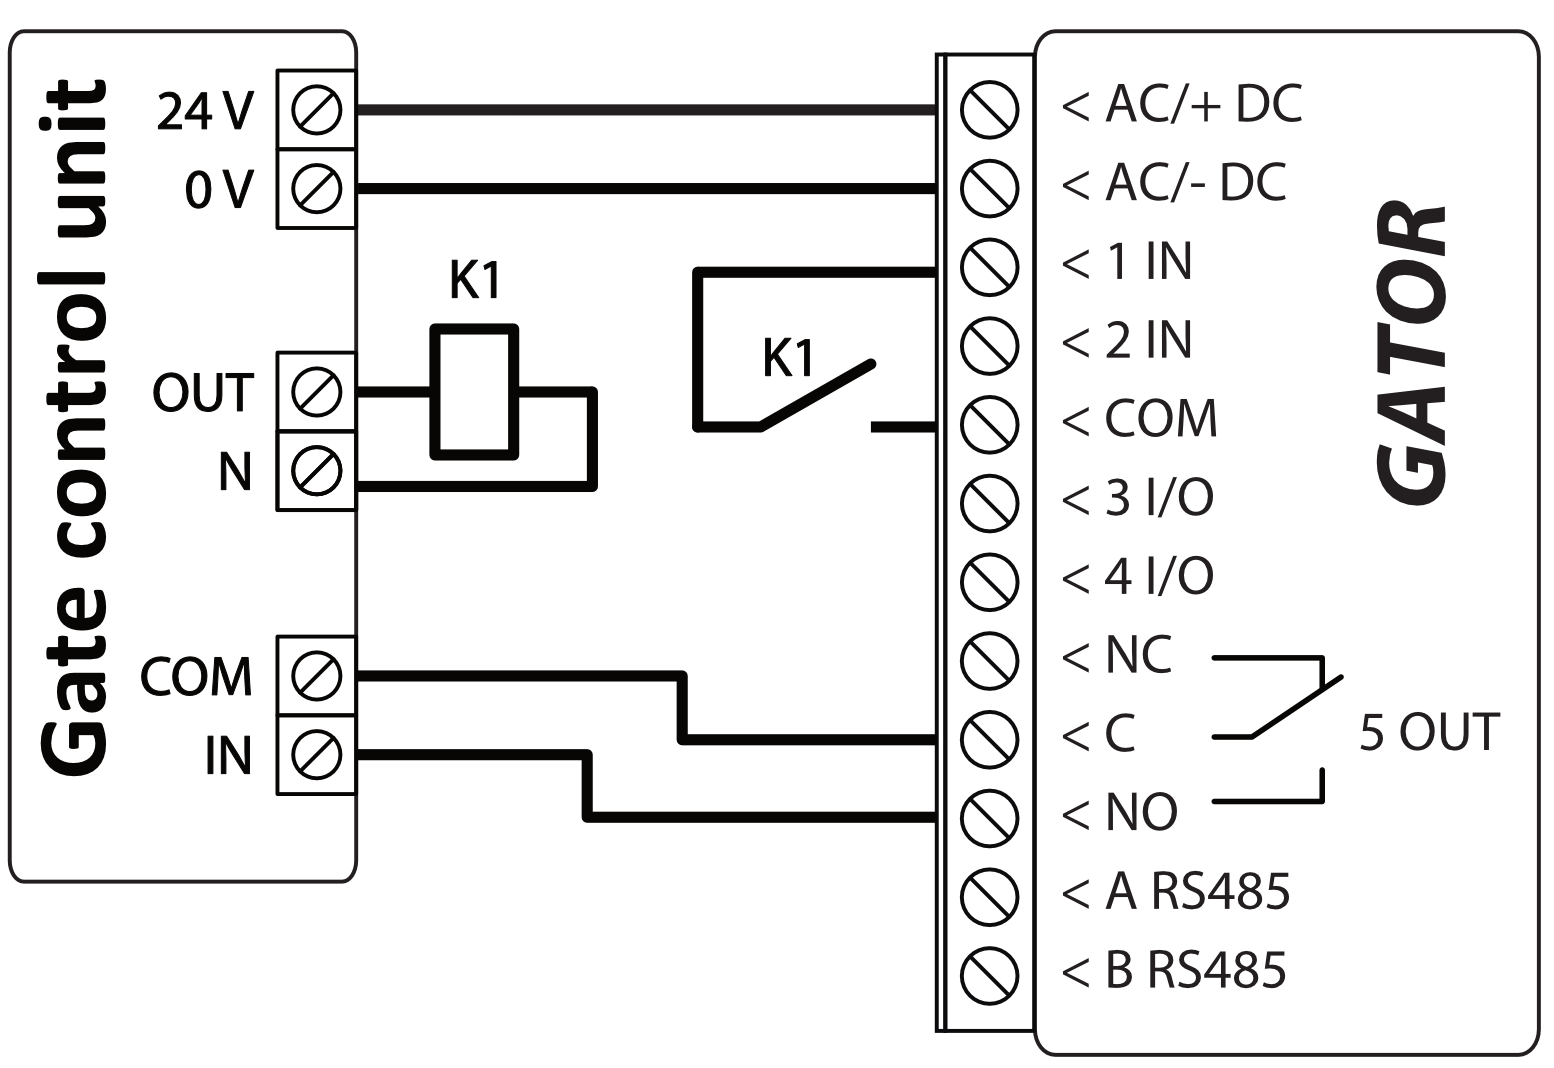 Gate control unit
24 V
0 V
OUT
N
COM
IN
K1
K1
< AC/+ DC
< AC/- DC
< 1 IN
< 2 IN
< COM
< 3 I/O
< 4 I/O
< NC
< C
< NO
< A RS485
< B RS485
5 OUT
GATOR